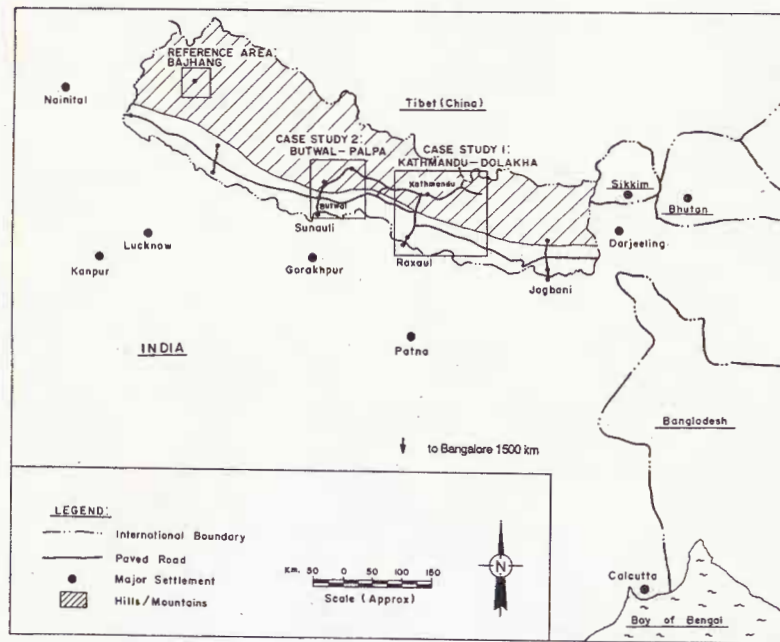 REFERENCE AREA:
BAJHANG
Nainital
Tibet (China)
CASE STUDY 2:
BUTWAL-PALPA
CASE STUDY 1:
KATHMANDU-DOLAKHA
Kathmandu
Butwal
Sunauli
Sikkim
Bhutan
Darjeeling
Lucknow
Kanpur
Gorakhpur
Raxaul
Jogbani
INDIA
Patna
Bangladesh
to Bangalore 1500 km
LEGEND:
International Boundary
Paved Road
Major Settlement
Hills/Mountains
Km. 50 0 50 100 150
Scale (Approx)
N
Calcutta
Bay of Bengal